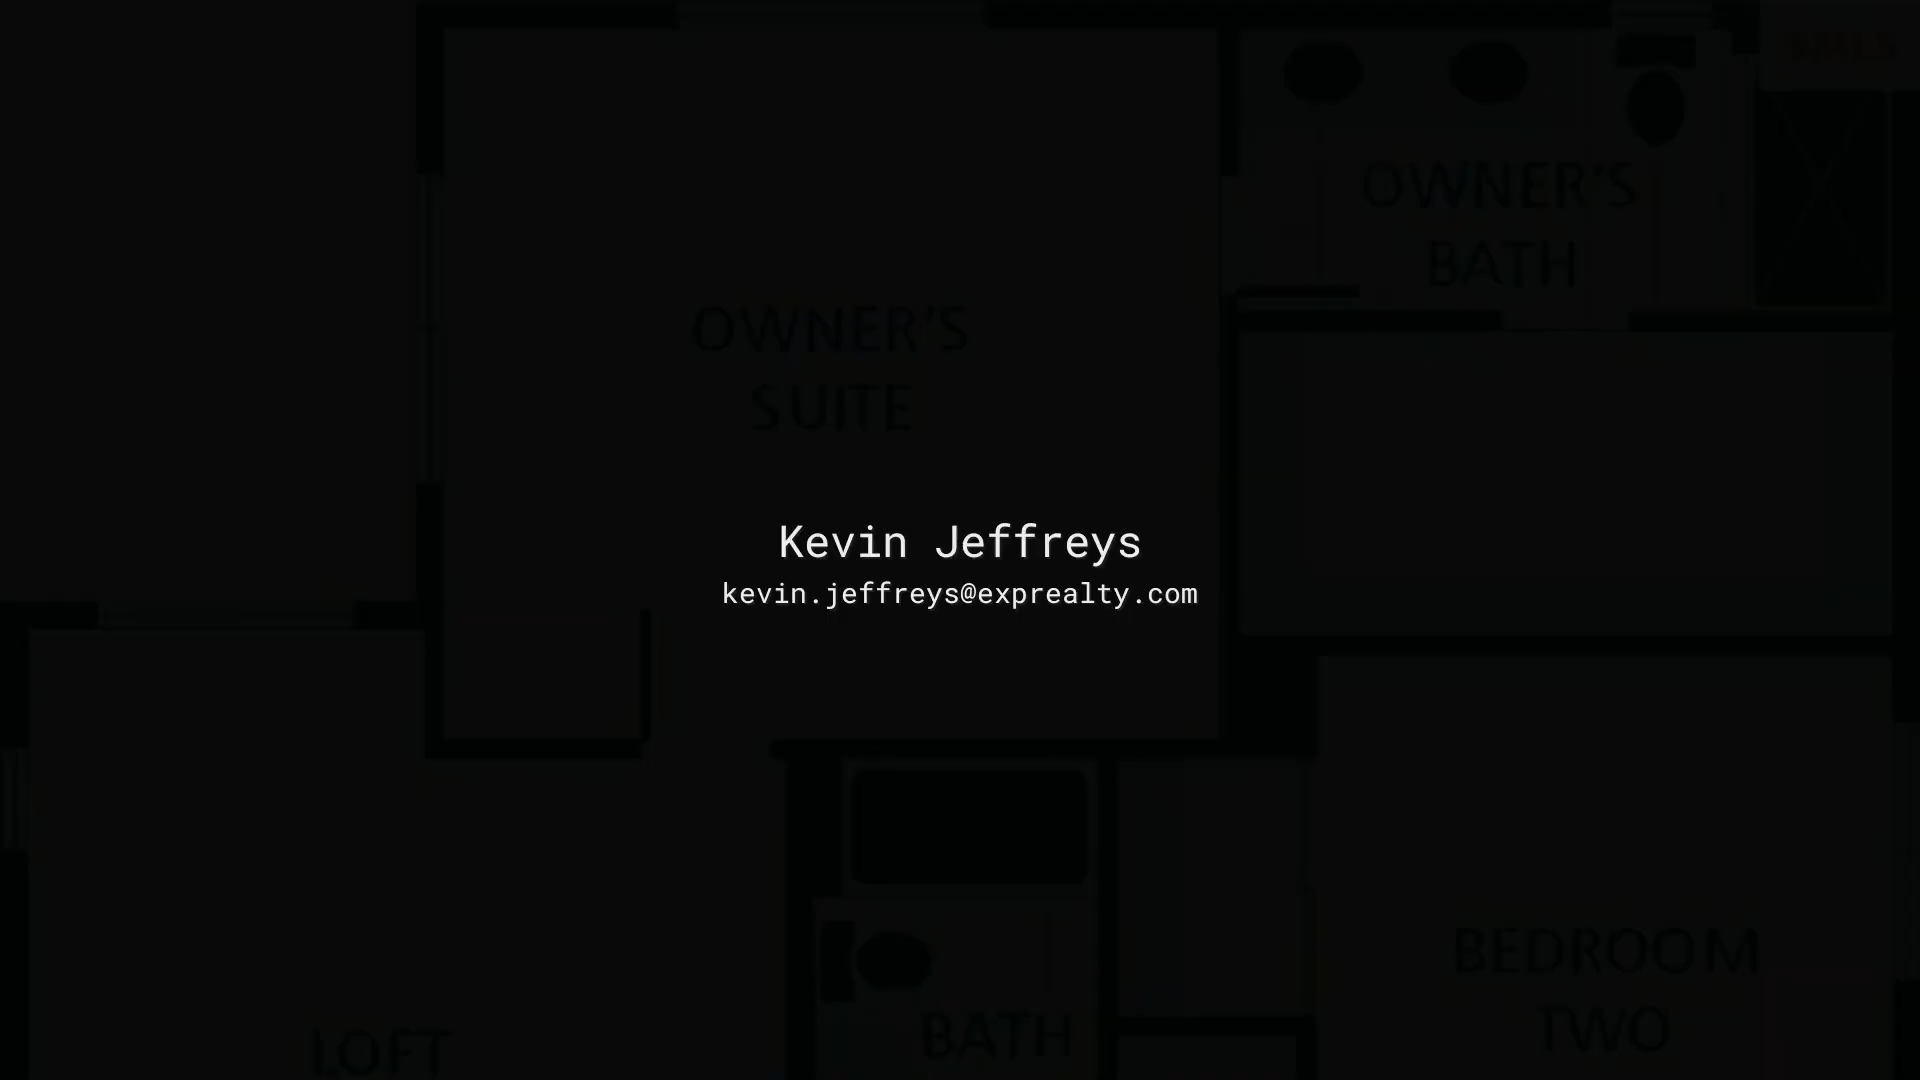 OWNER'S
BATH
OWNER'S
SUITE
Kevin Jeffreys
kevin.jeffreys@exprealty.com
BEDROOM
TWO
BATH
LOFT